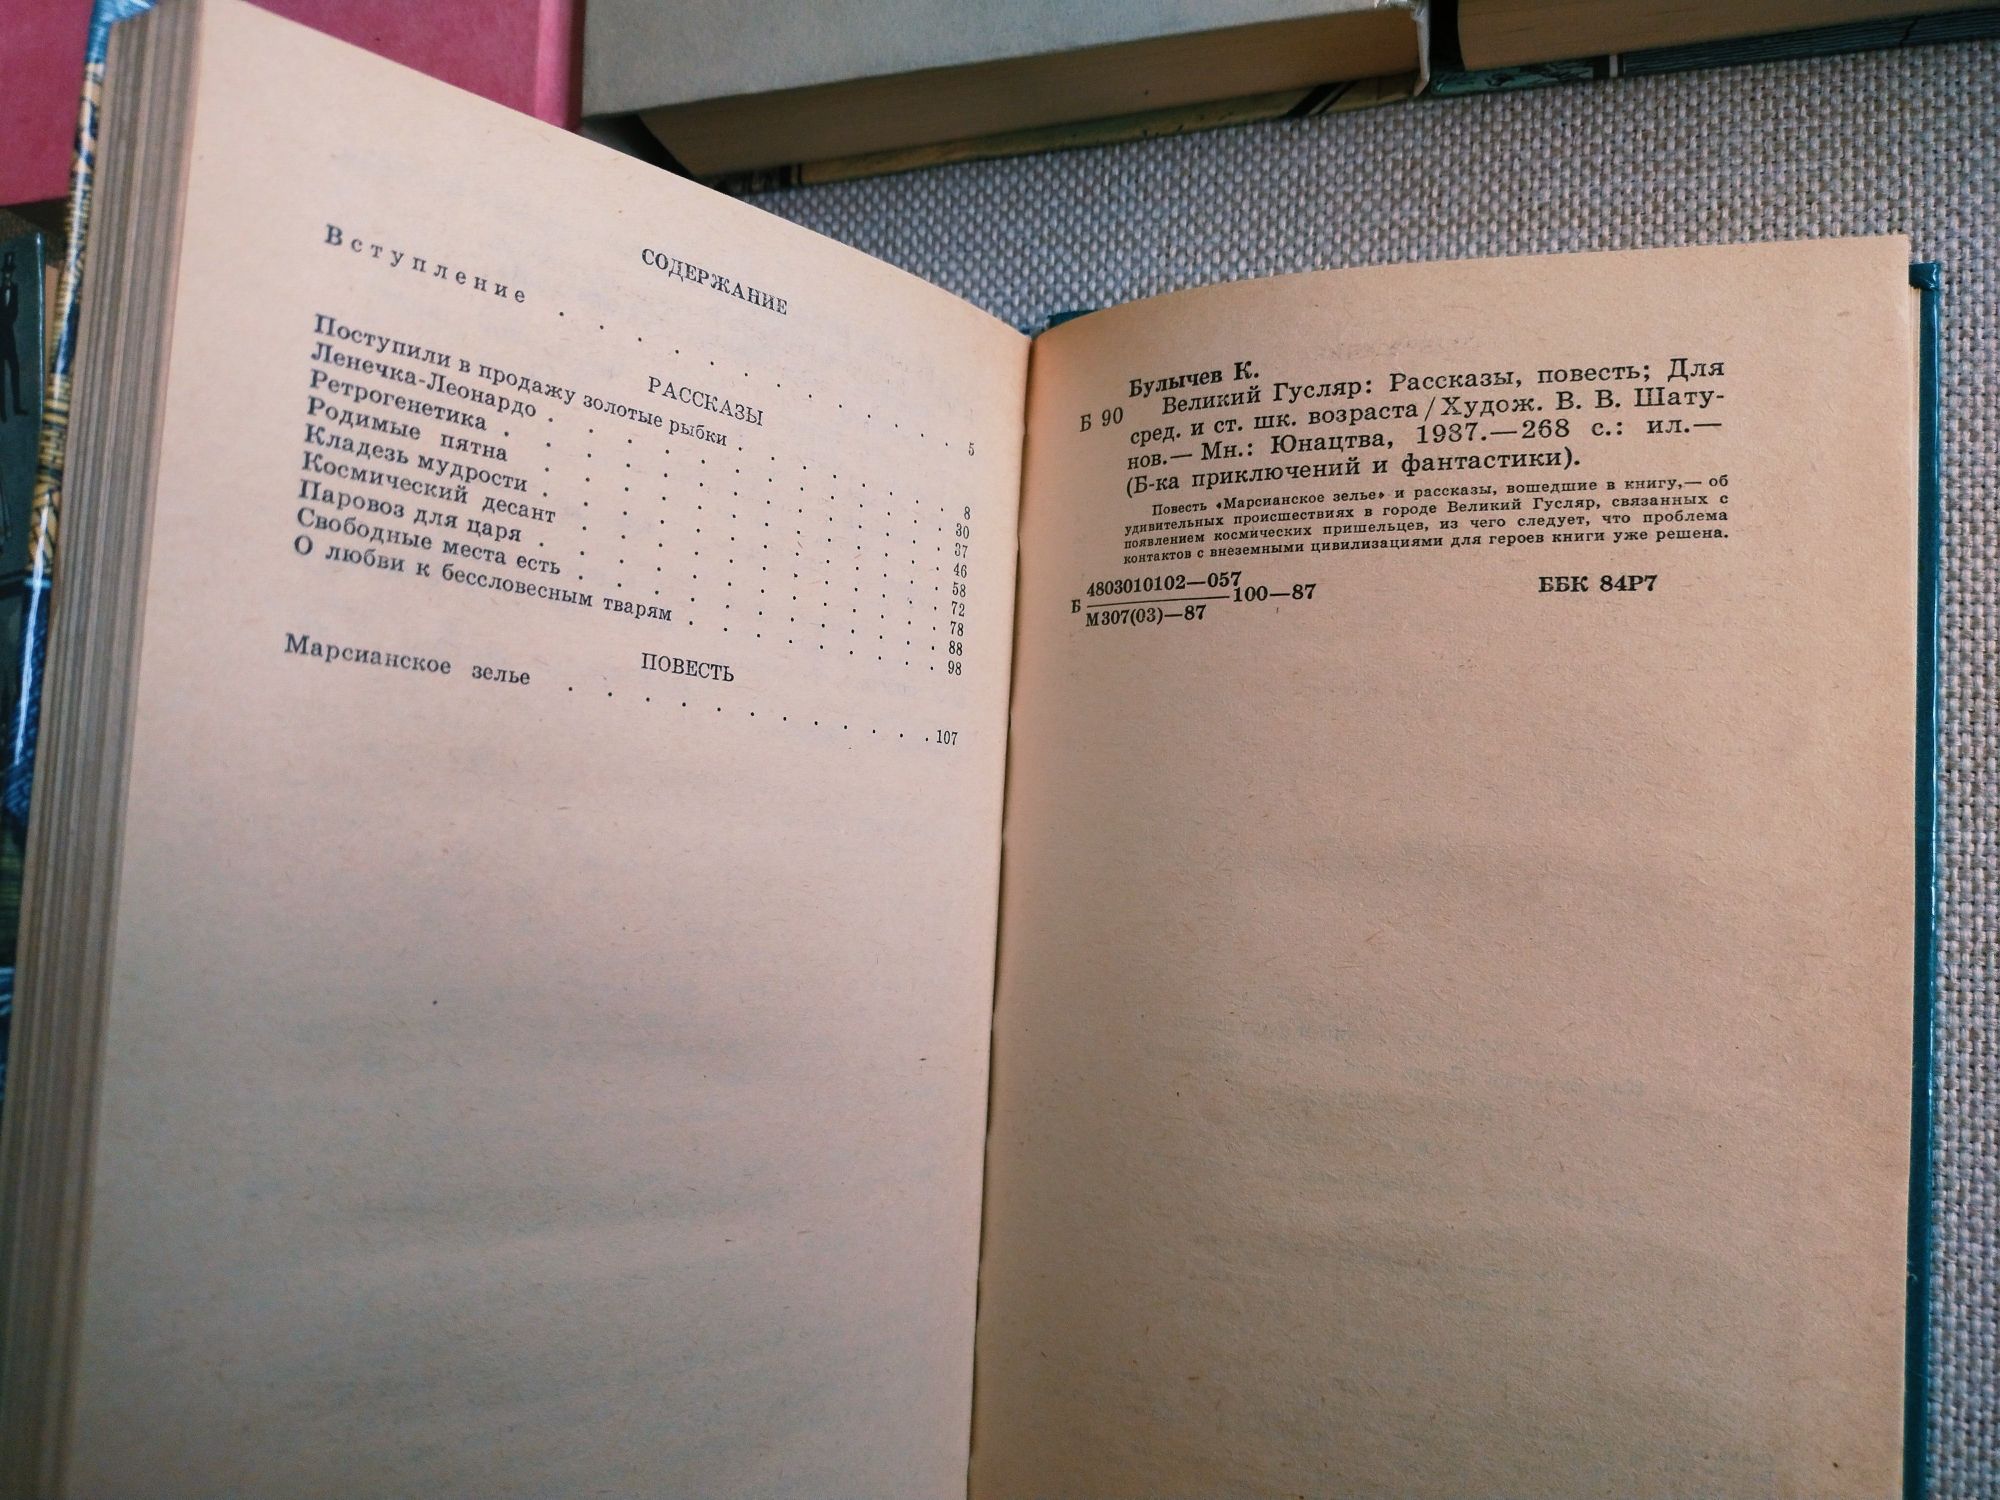 СОДЕРЖАНИЕ
Вступление . . . . . . . . . . . . 5
РАССКАЗЫ
Поступили в продажу золотые рыбки . . . . . . . 8
Ленечка-Леонардо . . . . . . . . . . . . 30
Ретрогенетика . . . . . . . . . . . . 37
Родимые пятна . . . . . . . . . . . . 46
Кладезь мудрости . . . . . . . . . . . . 58
Космический десант . . . . . . . . . . . . 72
Паровоз для царя . . . . . . . . . . . . 78
Свободные места есть . . . . . . . . . . . . 88
О любви к бессловесным тварям . . . . . . . . . 98
ПОВЕСТЬ
Марсианское зелье . . . . . . . . . . . . 107
Булычев К.
Б 90 Великий Гусляр: Рассказы, повесть; Для
сред. и ст. шк. возраста / Худож. В. В. Шату-
нов.— Мн.: Юнацтва, 1987.—268 с.: ил.—
(Б-ка приключений и фантастики).
Повесть «Марсианское зелье» и рассказы, вошедшие в книгу,— об
удивительных происшествиях в городе Великий Гусляр, связанных с
появлением космических пришельцев, из чего следует, что проблема
контактов с внеземными цивилизациями для героев книги уже решена.
Б 4803010102—057 100—87 ББК 84Р7
М307(03)—87